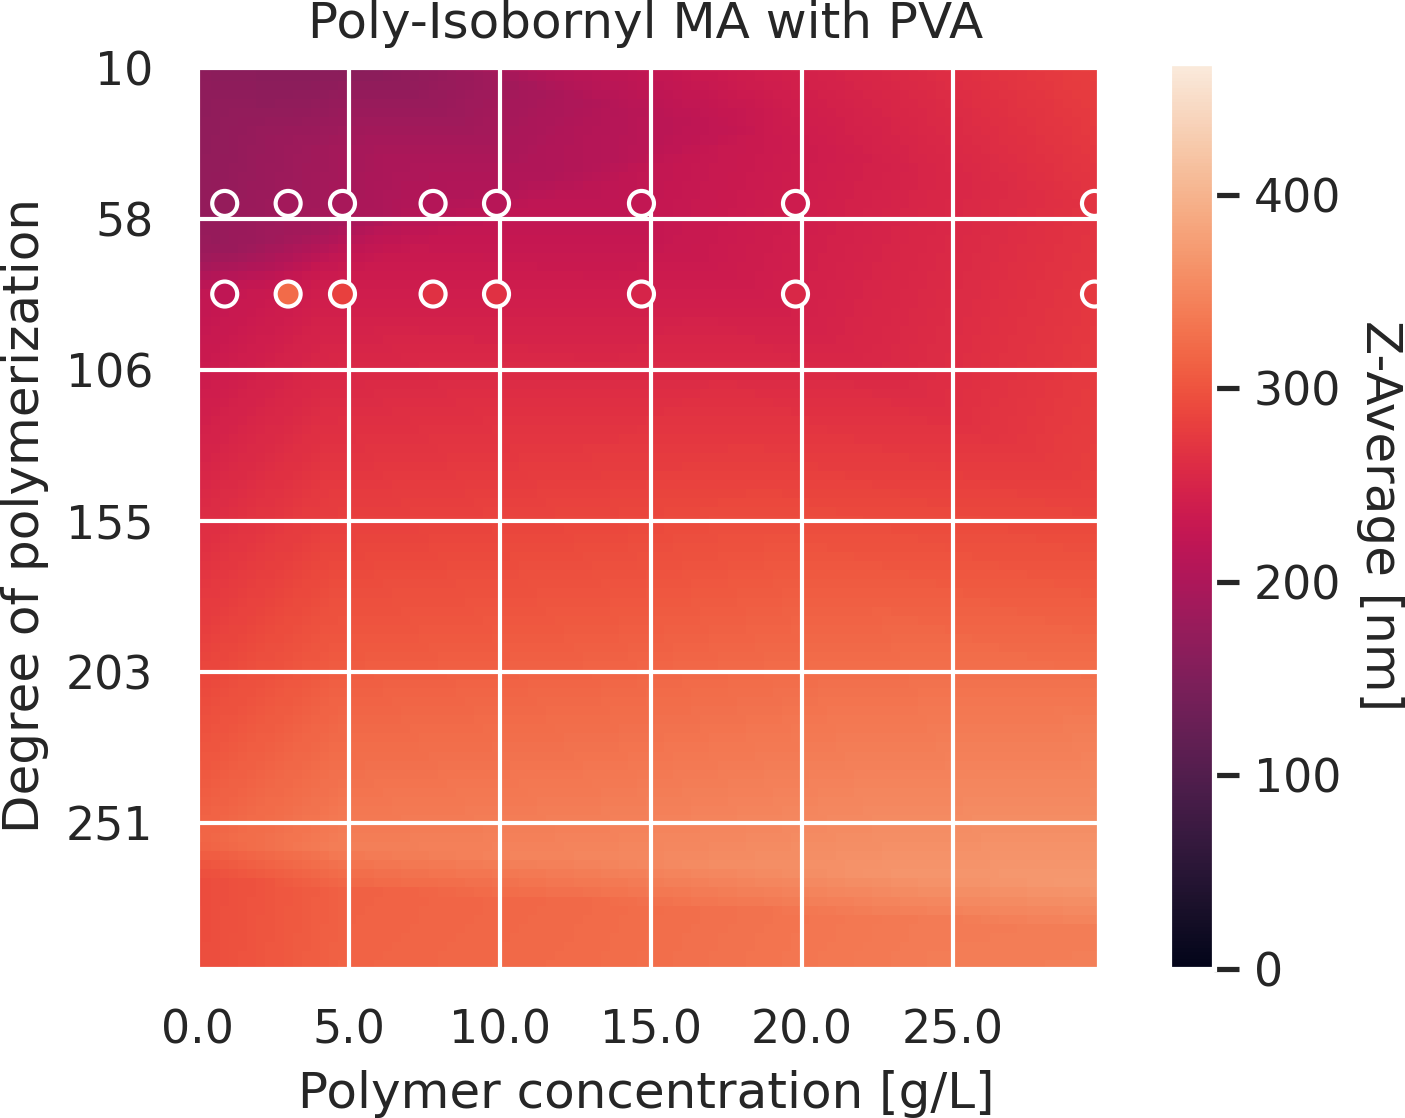 Poly-Isobornyl MA with PVA
10
58
106
155
203
251
Degree of polymerization
0.0 5.0 10.0 15.0 20.0 25.0
Polymer concentration [g/L]
400
300
200
100
0
Z-Average [nm]